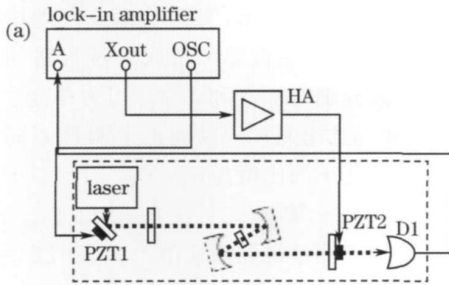 (a)
lock-in amplifier
A Xout OSC
HA
laser
PZT1
PZT2 D1